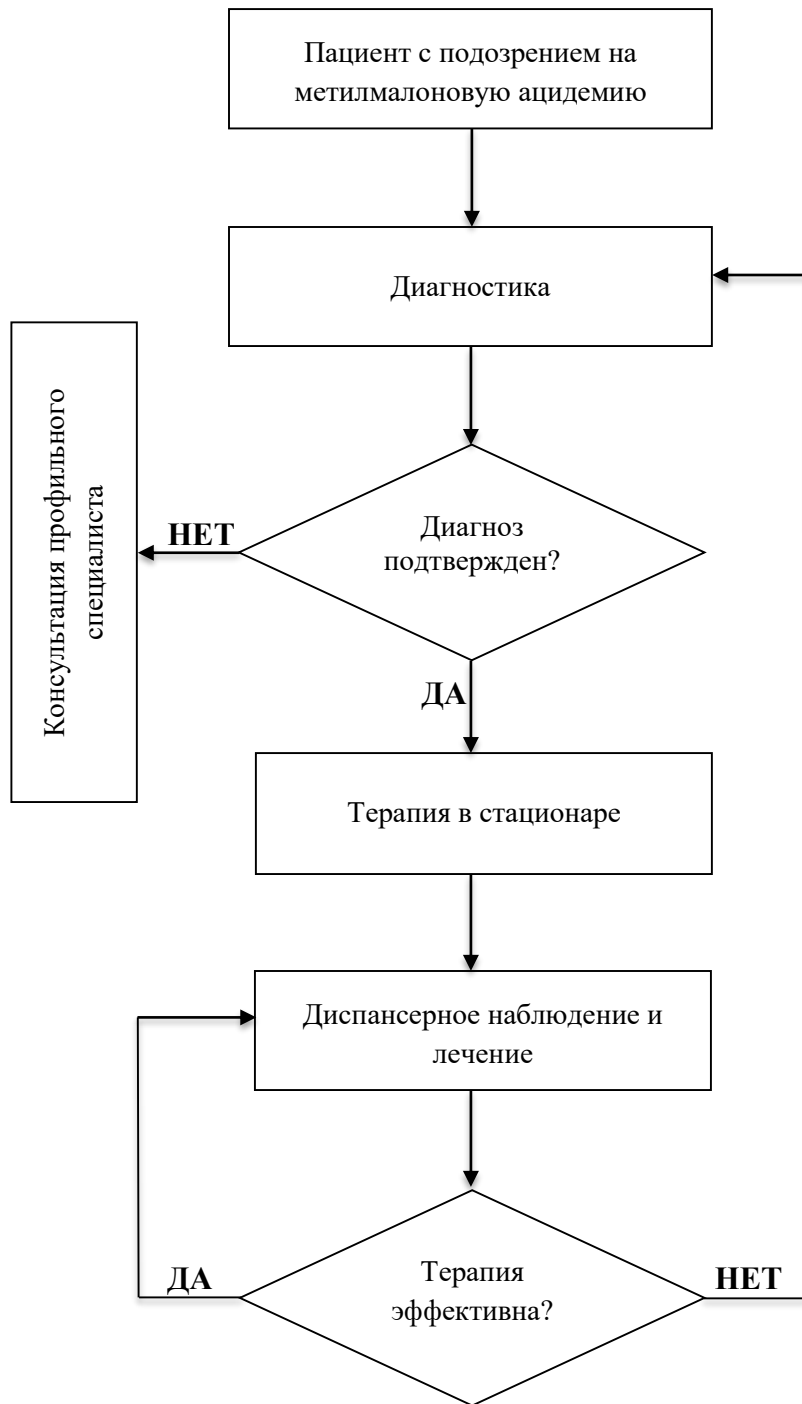 Пациент с подозрением на
метилмалоновую ацидемию
Диагностика
Консультация профильного
специалиста
НЕТ
Диагноз
подтвержден?
ДА
Терапия в стационаре
Диспансерное наблюдение и
лечение
ДА
Терапия
эффективна?
НЕТ